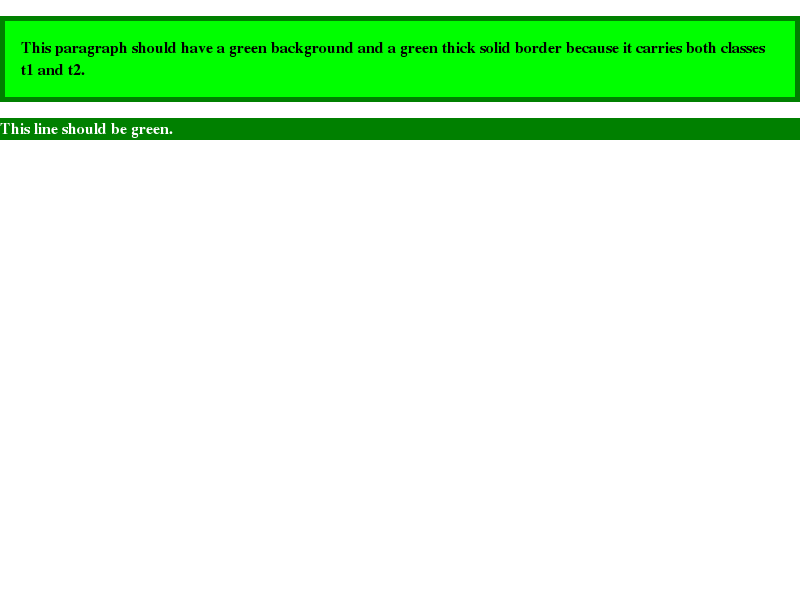 This paragraph should have a green background and a green thick solid border because it carries both classes
t1 and t2.
This line should be green.